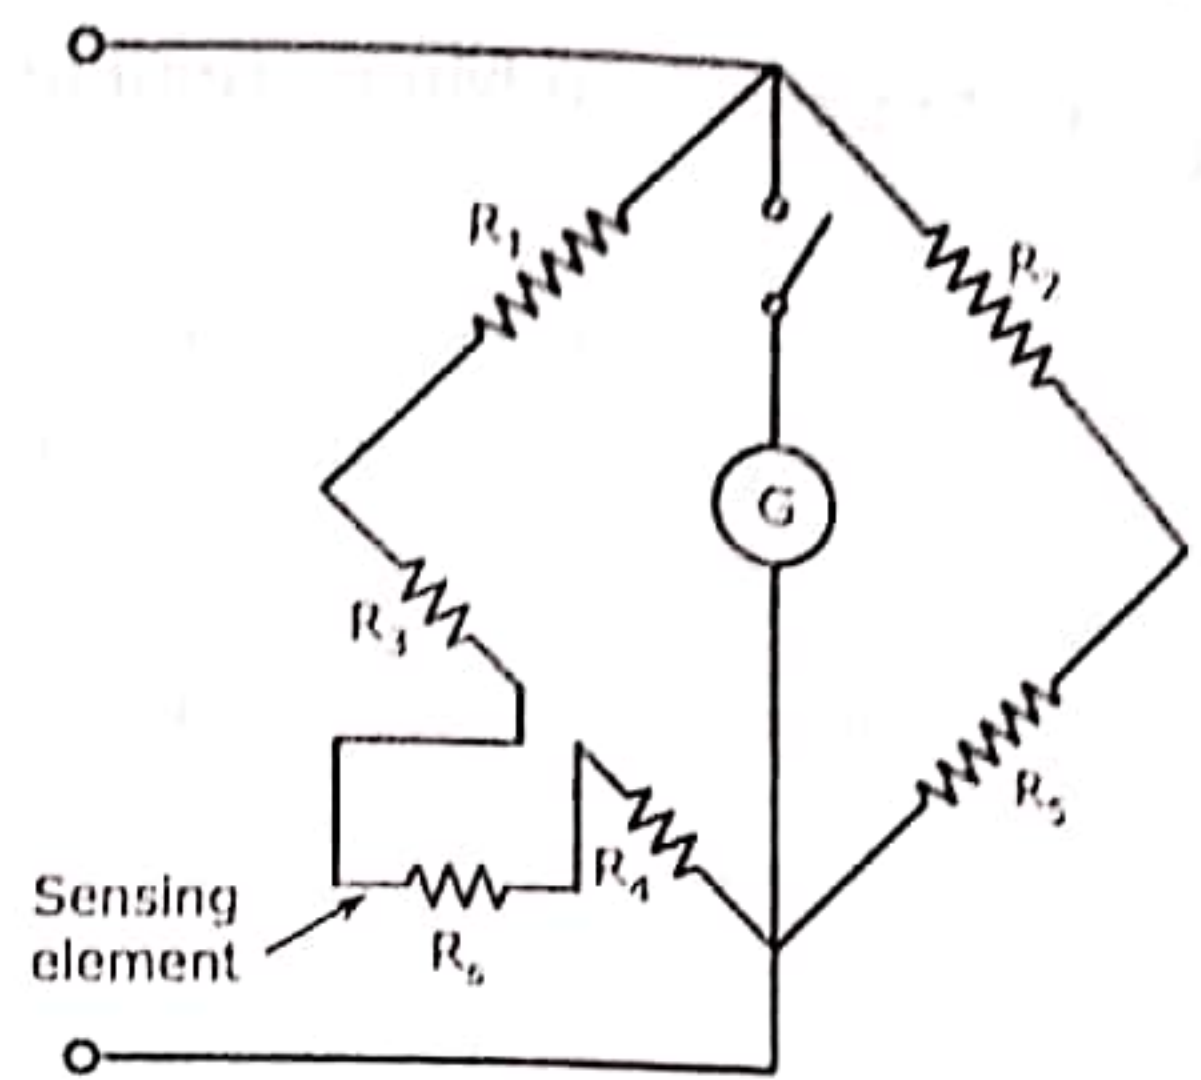 R₁
R₂
G
R₃
R₅
R₄
Sensing
element
Rₛ